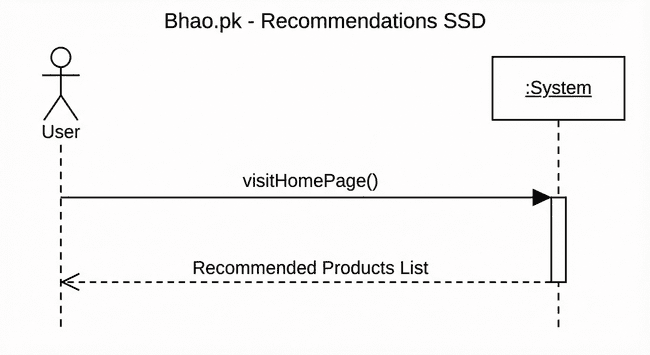 Bhao.pk - Recommendations SSD
User
:System
visitHomePage()
Recommended Products List